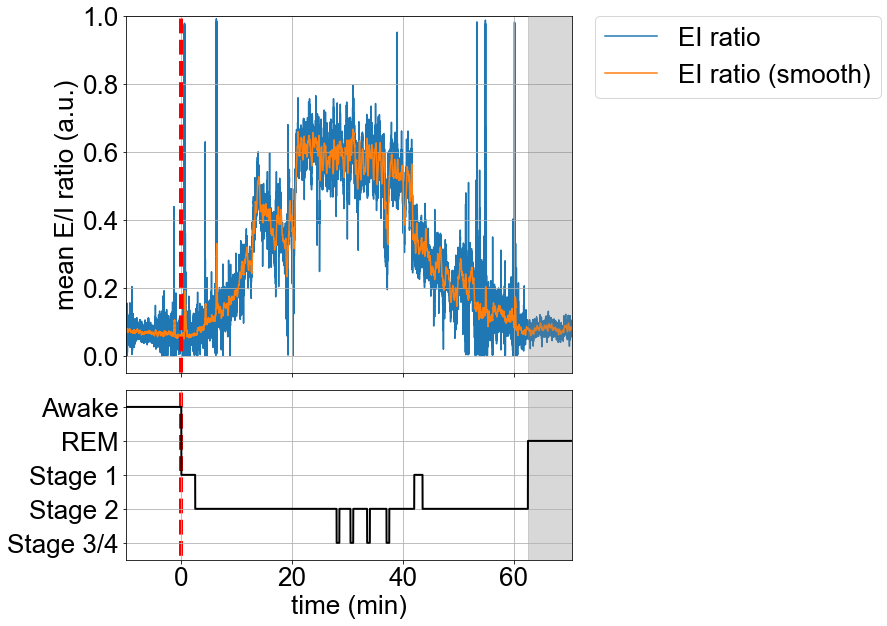 mean E/I ratio (a.u.)
1.0
0.8
0.6
0.4
0.2
0.0
EI ratio
EI ratio (smooth)
Awake
REM
Stage 1
Stage 2
Stage 3/4
0 20 40 60
time (min)